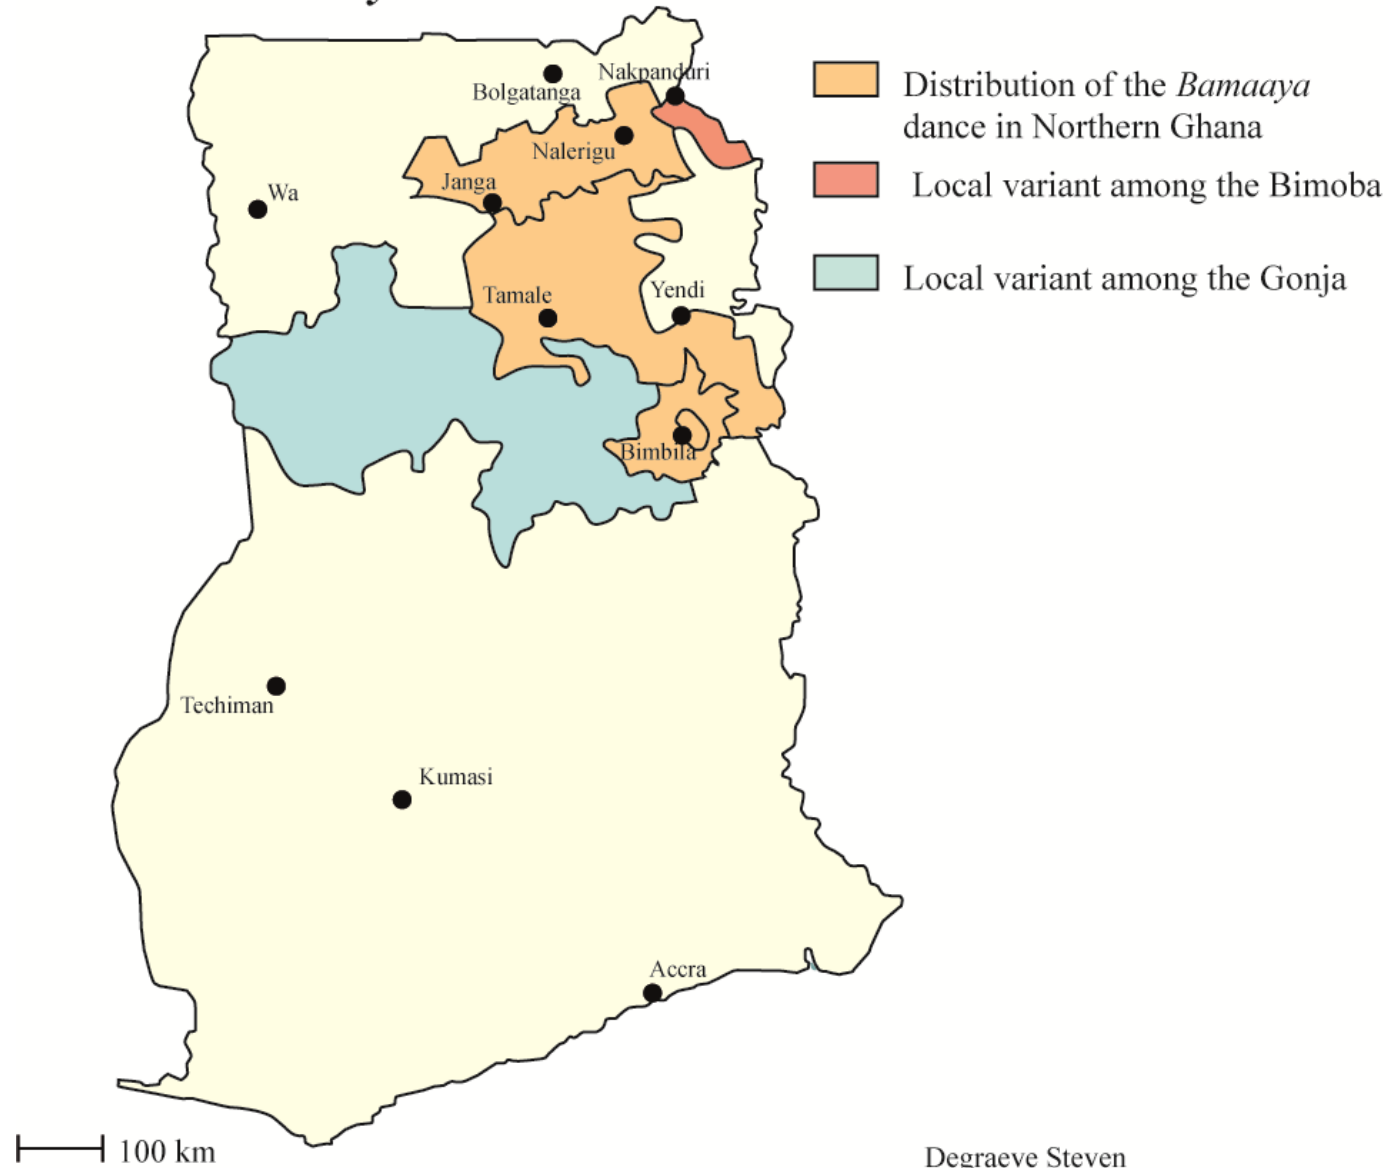 Nakpanduri
Bolgatanga
Nalerigu
Janga
Wa
Tamale
Yendi
Bimbila
Techiman
Kumasi
Accra
Distribution of the Bamaaya
dance in Northern Ghana
Local variant among the Bimoba
Local variant among the Gonja
100 km
Degraeve Steven